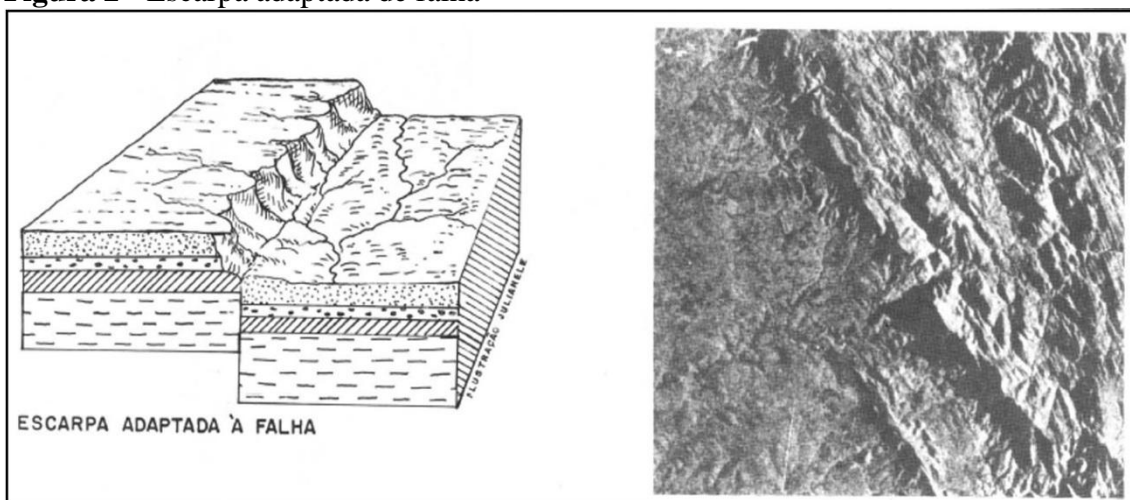 Figura 2 - Escarpa adaptada de falha
ILUSTRAÇÃO JULIANELE
ESCARPA ADAPTADA À FALHA